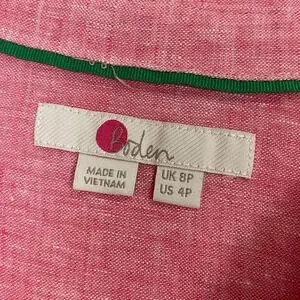 Boden
MADE IN
VIETNAM
UK 8P
US 4P